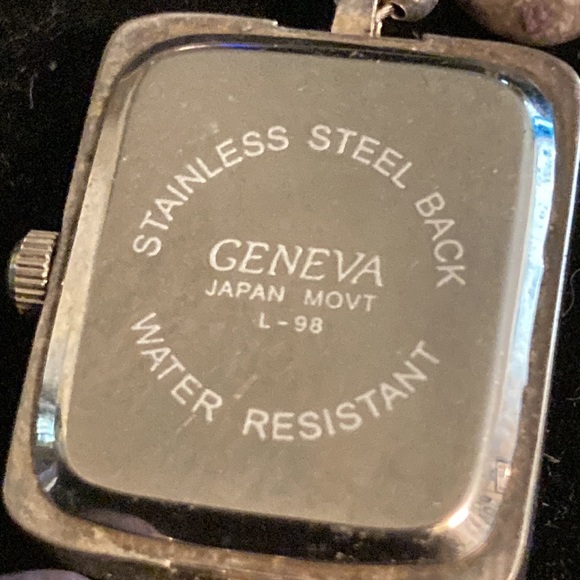 STAINLESS STEEL BACK
GENEVA
JAPAN MOVT
L-98
WATER RESISTANT